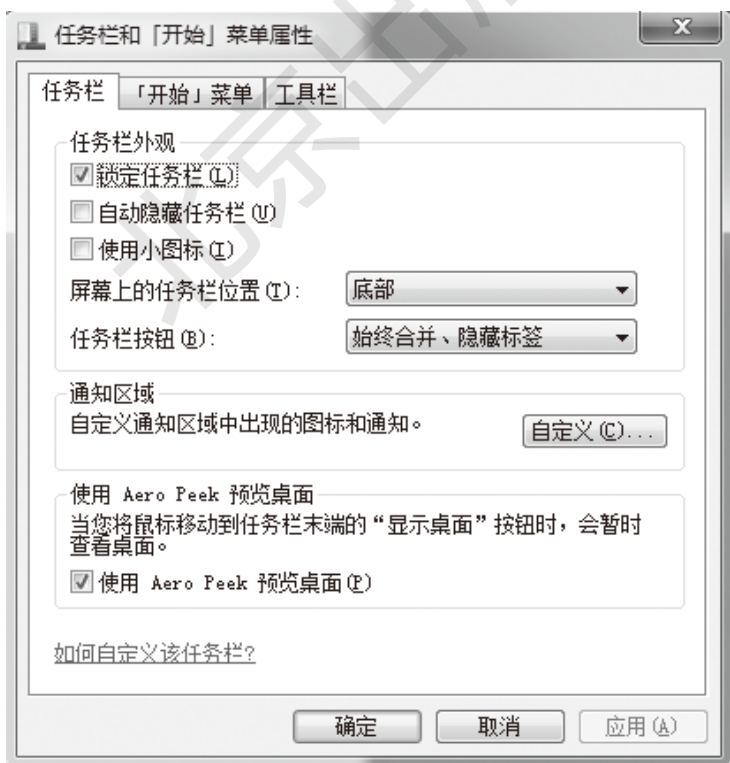 任务栏和「开始」菜单属性
任务栏 「开始」菜单 工具栏
任务栏外观
锁定任务栏(L)
自动隐藏任务栏(U)
使用小图标(I)
屏幕上的任务栏位置(T): 底部
任务栏按钮(B): 始终合并、隐藏标签
通知区域
自定义通知区域中出现的图标和通知。 自定义(C)...
使用 Aero Peek 预览桌面
当您将鼠标移动到任务栏末端的“显示桌面”按钮时，会暂时
查看桌面。
使用 Aero Peek 预览桌面(P)
如何自定义该任务栏?
确定 取消 应用(A)
北京出